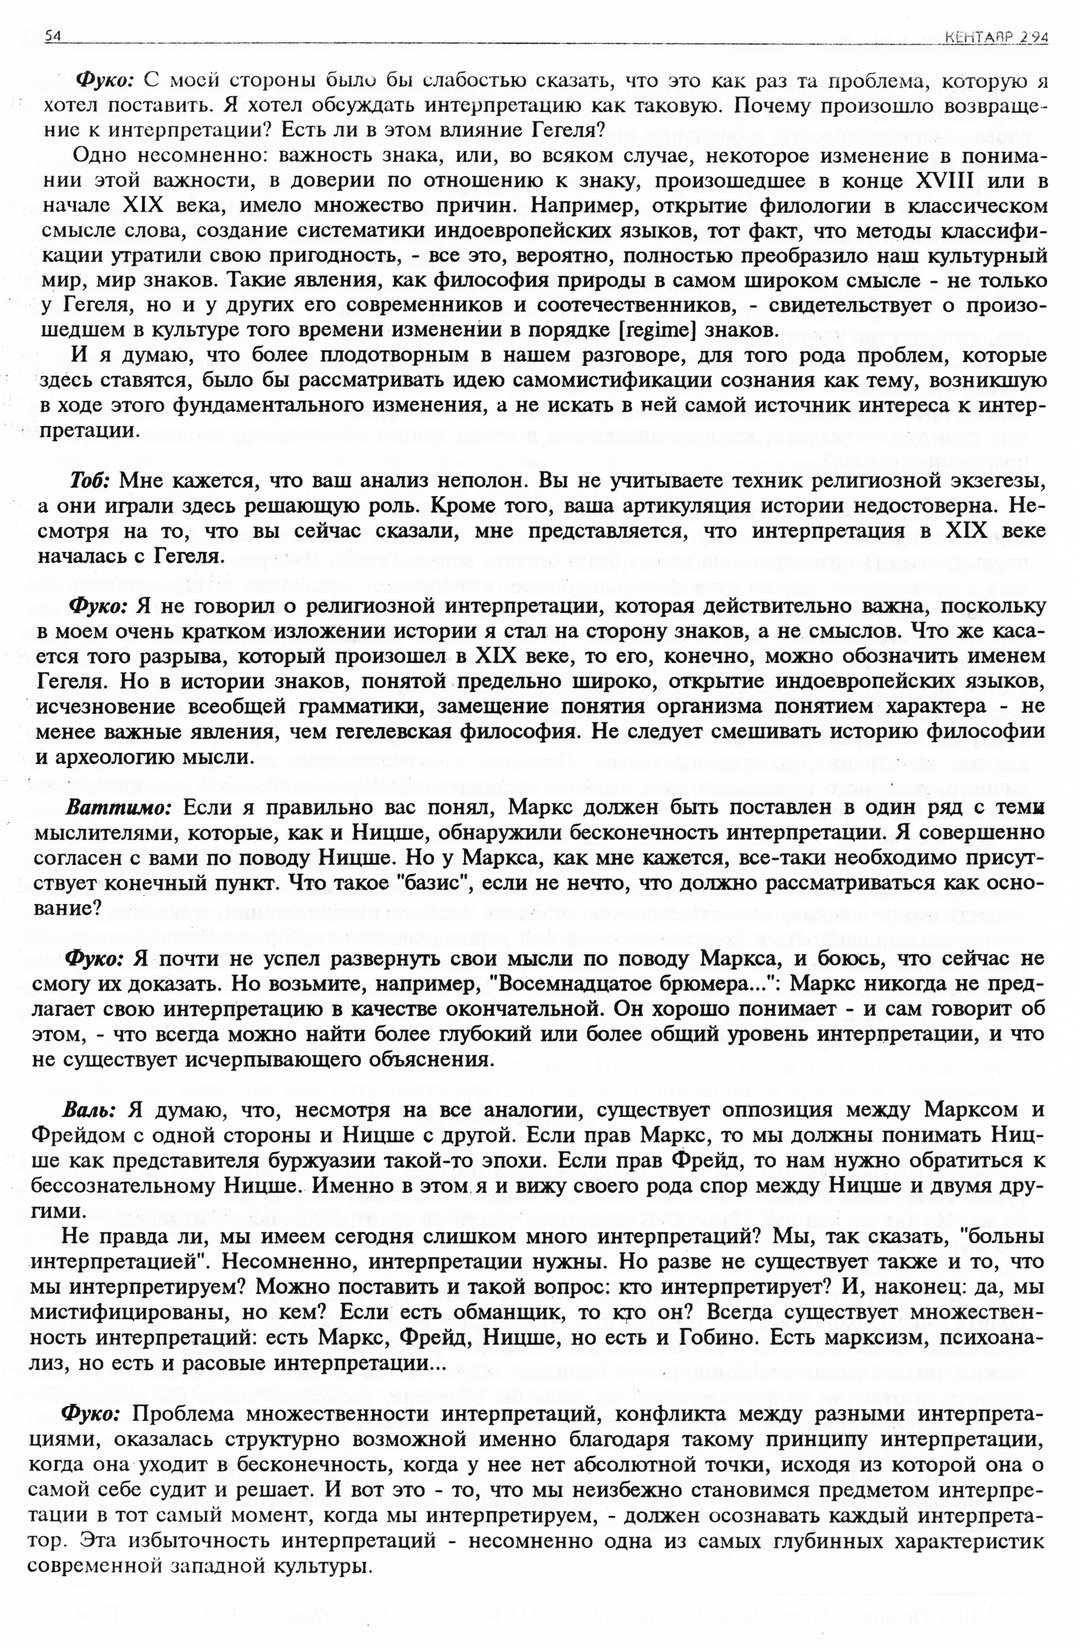 54 КЕНТАВР 2'94
Фуко: С моей стороны было бы слабостью сказать, что это как раз та проблема, которую я
хотел поставить. Я хотел обсуждать интерпретацию как таковую. Почему произошло возвраще-
ние к интерпретации? Есть ли в этом влияние Гегеля?
Одно несомненно: важность знака, или, во всяком случае, некоторое изменение в понима-
нии этой важности, в доверии по отношению к знаку, произошедшее в конце XVIII или в
начале XIX века, имело множество причин. Например, открытие филологии в классическом
смысле слова, создание систематики индоевропейских языков, тот факт, что методы классифи-
кации утратили свою пригодность, - все это, вероятно, полностью преобразило наш культурный
мир, мир знаков. Такие явления, как философия природы в самом широком смысле - не только
у Гегеля, но и у других его современников и соотечественников, - свидетельствует о произо-
шедшем в культуре того времени изменении в порядке [regime] знаков.
И я думаю, что более плодотворным в нашем разговоре, для того рода проблем, которые
здесь ставятся, было бы рассматривать идею самомистификации сознания как тему, возникшую
в ходе этого фундаментального изменения, а не искать в ней самой источник интереса к интер-
претации.
Тоб: Мне кажется, что ваш анализ неполон. Вы не учитываете техник религиозной экзегезы,
а они играли здесь решающую роль. Кроме того, ваша артикуляция истории недостоверна. Не-
смотря на то, что вы сейчас сказали, мне представляется, что интерпретация в XIX веке
началась с Гегеля.
Фуко: Я не говорил о религиозной интерпретации, которая действительно важна, поскольку
в моем очень кратком изложении истории я стал на сторону знаков, а не смыслов. Что же каса-
ется того разрыва, который произошел в XIX веке, то его, конечно, можно обозначить именем
Гегеля. Но в истории знаков, понятой предельно широко, открытие индоевропейских языков,
исчезновение всеобщей грамматики, замещение понятия организма понятием характера - не
менее важные явления, чем гегелевская философия. Не следует смешивать историю философии
и археологию мысли.
Ваттимо: Если я правильно вас понял, Маркс должен быть поставлен в один ряд с теми
мыслителями, которые, как и Ницше, обнаружили бесконечность интерпретации. Я совершенно
согласен с вами по поводу Ницше. Но у Маркса, как мне кажется, все-таки необходимо присут-
ствует конечный пункт. Что такое "базис", если не нечто, что должно рассматриваться как осно-
вание?
Фуко: Я почти не успел развернуть свои мысли по поводу Маркса, и боюсь, что сейчас не
смогу их доказать. Но возьмите, например, "Восемнадцатое брюмера...": Маркс никогда не пред-
лагает свою интерпретацию в качестве окончательной. Он хорошо понимает - и сам говорит об
этом, - что всегда можно найти более глубокий или более общий уровень интерпретации, и что
не существует исчерпывающего объяснения.
Валь: Я думаю, что, несмотря на все аналогии, существует оппозиция между Марксом и
Фрейдом с одной стороны и Ницше с другой. Если прав Маркс, то мы должны понимать Ниц-
ше как представителя буржуазии такой-то эпохи. Если прав Фрейд, то нам нужно обратиться к
бессознательному Ницше. Именно в этом я и вижу своего рода спор между Ницше и двумя дру-
гими.
Не правда ли, мы имеем сегодня слишком много интерпретаций? Мы, так сказать, "больны
интерпретацией". Несомненно, интерпретации нужны. Но разве не существует также и то, что
мы интерпретируем? Можно поставить и такой вопрос: кто интерпретирует? И, наконец: да, мы
мистифицированы, но кем? Если есть обманщик, то кто он? Всегда существует множествен-
ность интерпретаций: есть Маркс, Фрейд, Ницше, но есть и Гобино. Есть марксизм, психоана-
лиз, но есть и расовые интерпретации...
Фуко: Проблема множественности интерпретаций, конфликта между разными интерпрета-
циями, оказалась структурно возможной именно благодаря такому принципу интерпретации,
когда она уходит в бесконечность, когда у нее нет абсолютной точки, исходя из которой она о
самой себе судит и решает. И вот это - то, что мы неизбежно становимся предметом интерпре-
тации в тот самый момент, когда мы интерпретируем, - должен осознавать каждый интерпрета-
тор. Эта избыточность интерпретаций - несомненно одна из самых глубинных характеристик
современной западной культуры.